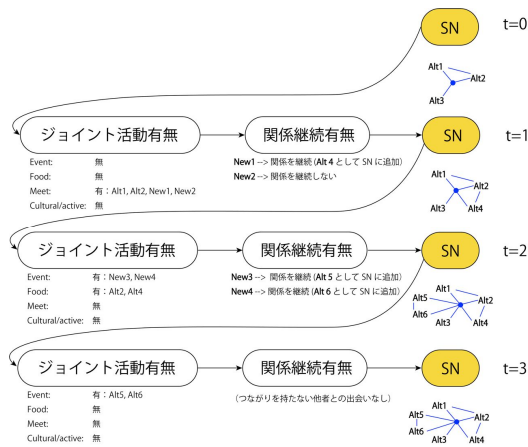 SN t=0
Alt1
Alt2
Alt3
ジョイント活動有無 関係継続有無 SN t=1
Event: 無
Food: 無
Meet: 有：Alt1, Alt2, New1, New2
Cultural/active: 無
New1 --> 関係を継続（Alt 4 として SN に追加）
New2 --> 関係を継続しない
Alt1
Alt2
Alt3 Alt4
ジョイント活動有無 関係継続有無 SN t=2
Event: 有：New3, New4
Food: 有：Alt2, Alt4
Meet: 無
Cultural/active: 無
New3 --> 関係を継続（Alt 5 として SN に追加）
New4 --> 関係を継続（Alt 6 として SN に追加）
Alt1
Alt5 Alt2
Alt6
Alt3 Alt4
ジョイント活動有無 関係継続有無 SN t=3
Event: 有：Alt5, Alt6
Food: 無
Meet: 無
Cultural/active: 無
（つながりを持たない他者との出会いなし）
Alt1
Alt5 Alt2
Alt6
Alt3 Alt4